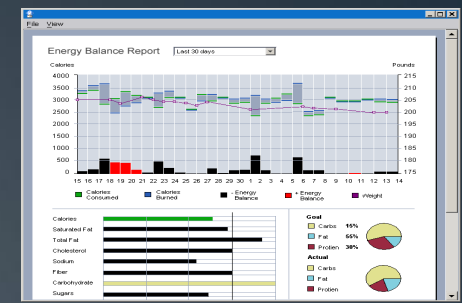 File View
Energy Balance Report Last 30 days
Calories Pounds
4000 215
3500 210
3000 205
2500 200
2000 195
1500 190
1000 185
500 180
0 175
15 16 17 18 19 20 21 22 23 24 25 26 27 28 29 30 1 2 3 4 5 6 7 8 9 10 11 12 13 14
Calories Consumed
Calories Burned
- Energy Balance
+ Energy Balance
Weight
Calories
Saturated Fat
Total Fat
Cholesterol
Sodium
Fiber
Carbohydrate
Sugars
Goal
Carbs 15%
Fat 55%
Protien 30%
Actual
Carbs
Fat
Protien